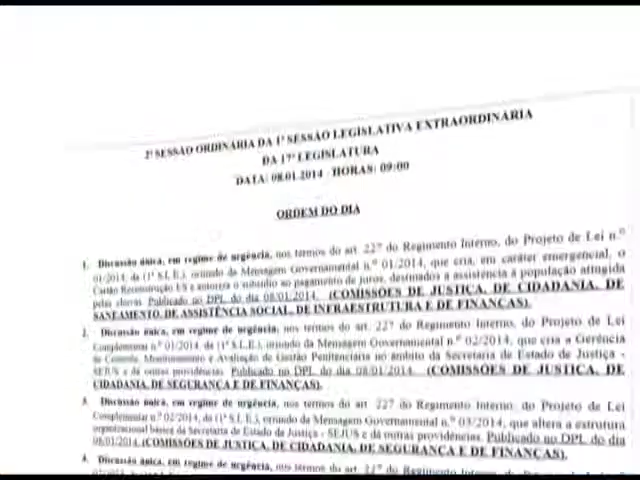 2ª SESSÃO ORDINÁRIA DA 1ª SESSÃO LEGISLATIVA EXTRAORDINÁRIA
DA 17ª LEGISLATURA
DATA: 08.01.2014 - HORAS: 09:00
ORDEM DO DIA
1. Discussão única, em regime de urgência, nos termos do art. 227 do Regimento Interno, do Projeto de Lei n.º
01/2014, da (1ª S.L.E.), oriundo da Mensagem Governamental n.º 01/2014, que cria, em caráter emergencial, o
Cartão Reconstrução ES e autoriza o subsídio ao pagamento de juros, destinados a assistência à população atingida
pelas chuvas. Publicado no DPL do dia 08/01/2014. (COMISSÕES DE JUSTIÇA, DE CIDADANIA, DE
SANEAMENTO, DE ASSISTÊNCIA SOCIAL, DE INFRAESTRUTURA E DE FINANÇAS).
2. Discussão única, em regime de urgência, nos termos do art. 227 do Regimento Interno, do Projeto de Lei
Complementar n.º 01/2014, da (1ª S.L.E.), oriundo da Mensagem Governamental n.º 02/2014, que cria a Gerência
de Controle, Monitoramento e Avaliação de Gestão Penitenciária no âmbito da Secretaria de Estado de Justiça -
SEJUS e dá outras providências. Publicado no DPL do dia 08/01/2014. (COMISSÕES DE JUSTIÇA, DE
CIDADANIA, DE SEGURANÇA E DE FINANÇAS).
3. Discussão única, em regime de urgência, nos termos do art. 227 do Regimento Interno, do Projeto de Lei
Complementar n.º 02/2014, da (1ª S.L.E.), oriundo da Mensagem Governamental n.º 03/2014, que altera a estrutura
organizacional básica da Secretaria de Estado de Justiça - SEJUS e dá outras providências. Publicado no DPL do dia
08/01/2014. (COMISSÕES DE JUSTIÇA, DE CIDADANIA, DE SEGURANÇA E DE FINANÇAS).
4. Discussão única, em regime de urgência, nos termos do art. 227 do Regimento Interno, do Projeto de